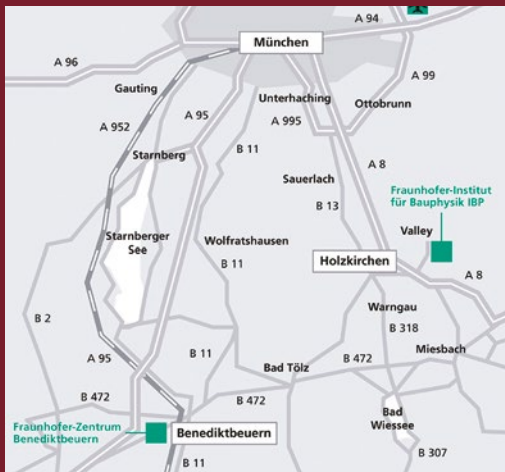 A 94
München
A 96
A 99
Gauting
Unterhaching
Ottobrunn
A 95
A 952
A 995
B 11
Starnberg
A 8
Sauerlach
Fraunhofer-Institut
für Bauphysik IBP
B 13
Valley
Starnberger
See
Wolfratshausen
Holzkirchen
B 11
A 8
Warngau
B 2
B 318
Miesbach
A 95
B 11
B 472
Bad Tölz
B 472
B 472
Fraunhofer-Zentrum
Benediktbeuern
Benediktbeuern
Bad
Wiessee
B 11
B 307